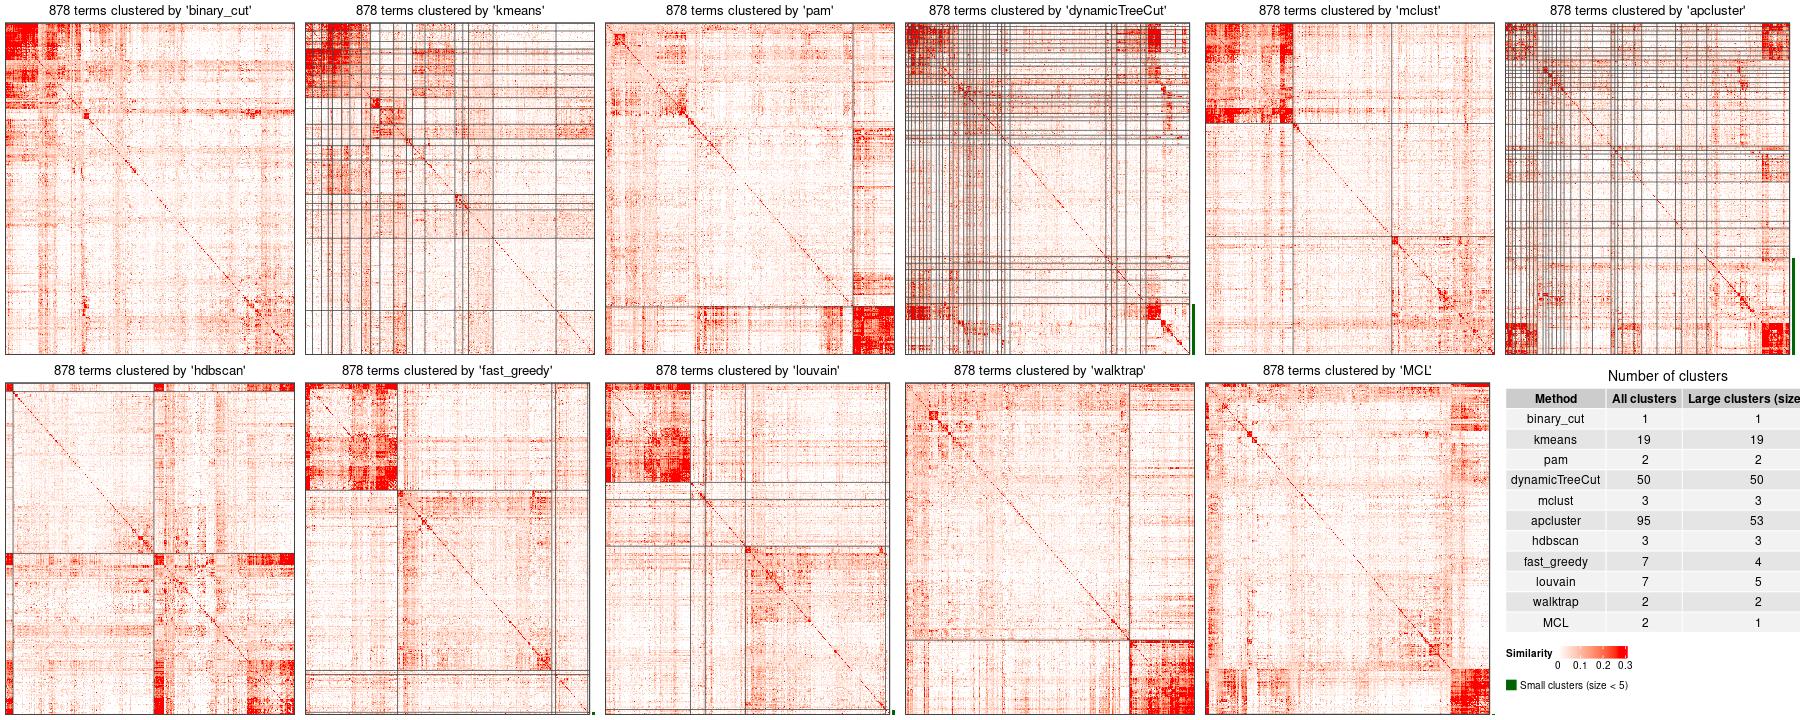 878 terms clustered by 'binary_cut'
878 terms clustered by 'kmeans'
878 terms clustered by 'pam'
878 terms clustered by 'dynamicTreeCut'
878 terms clustered by 'mclust'
878 terms clustered by 'apcluster'
878 terms clustered by 'hdbscan'
878 terms clustered by 'fast_greedy'
878 terms clustered by 'louvain'
878 terms clustered by 'walktrap'
878 terms clustered by 'MCL'
Number of clusters
Method All clusters Large clusters (size
binary_cut 1 1
kmeans 19 19
pam 2 2
dynamicTreeCut 50 50
mclust 3 3
apcluster 95 53
hdbscan 3 3
fast_greedy 7 4
louvain 7 5
walktrap 2 2
MCL 2 1
Similarity
0 0.1 0.2 0.3
Small clusters (size < 5)